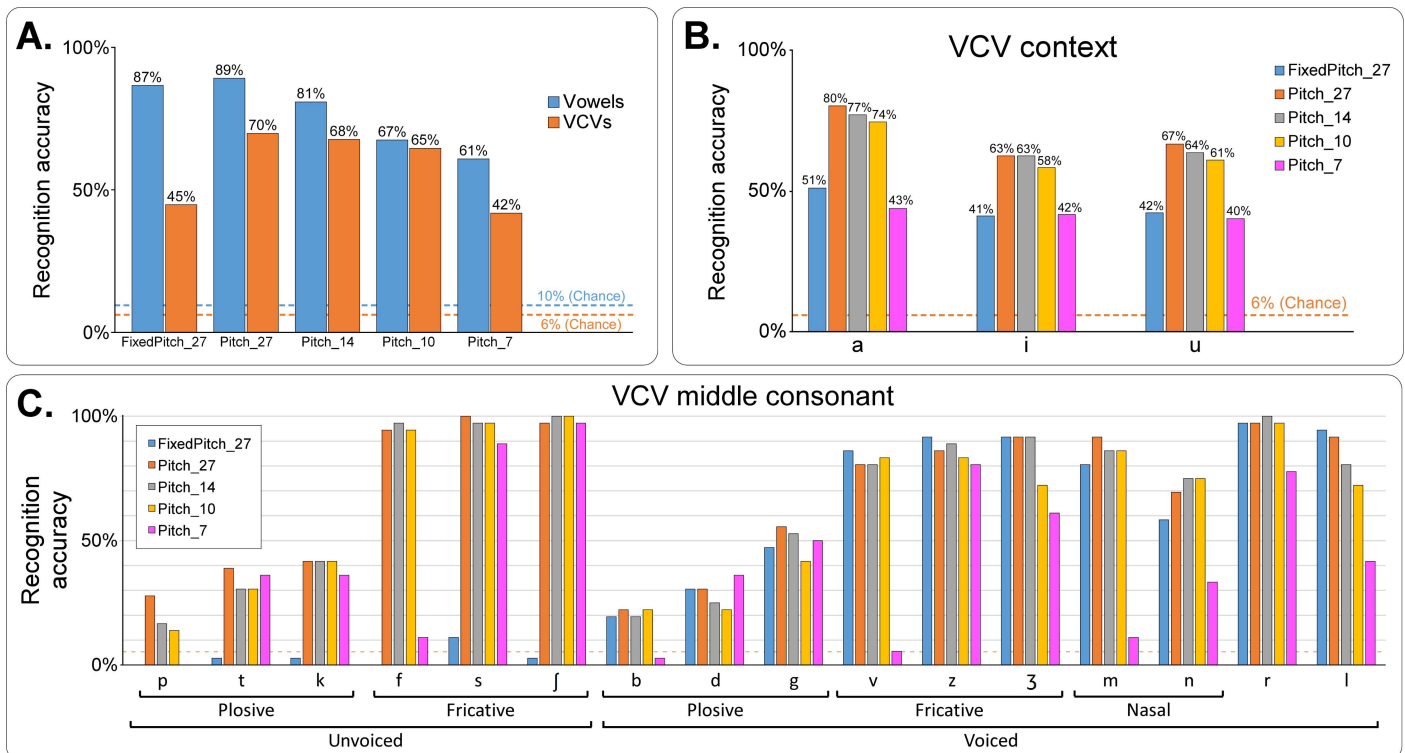 A.
Recognition accuracy
100%
50%
0%
87% 45% 89% 70% 81% 68% 67% 65% 61% 42%
Vowels
VCVs
10% (Chance)
6% (Chance)
FixedPitch_27 Pitch_27 Pitch_14 Pitch_10 Pitch_7
B.
VCV context
Recognition accuracy
100%
50%
0%
51% 80% 77% 74% 43%
41% 63% 63% 58% 42%
42% 67% 64% 61% 40%
FixedPitch_27
Pitch_27
Pitch_14
Pitch_10
Pitch_7
6% (Chance)
a i u
C.
VCV middle consonant
Recognition
accuracy
100%
50%
0%
FixedPitch_27
Pitch_27
Pitch_14
Pitch_10
Pitch_7
p t k f s ʃ b d g v z ʒ m n r l
Plosive Fricative Plosive Fricative Nasal
Unvoiced Voiced